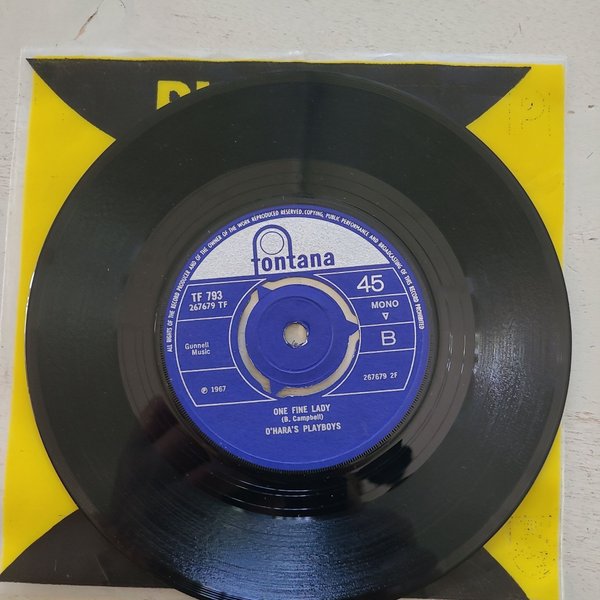 ALL RIGHTS OF THE RECORD PRODUCER AND OF THE OWNER OF THE WORK REPRODUCED RESERVED. COPYING, PUBLIC PERFORMANCE AND BROADCASTING OF THIS RECORD PROHIBITED
fontana
TF 793
267679 TF
45
MONO
B
Gunnell
Music
℗ 1967
267679 2F
ONE FINE LADY
(B. Campbell)
O'HARA'S PLAYBOYS